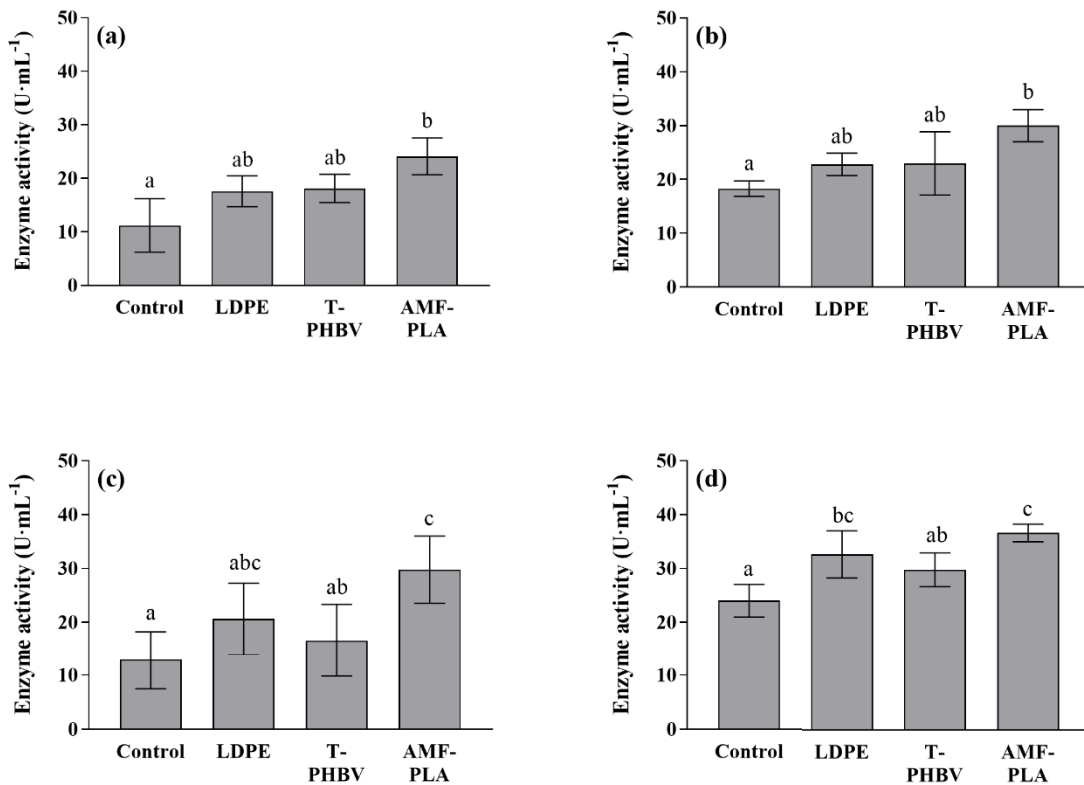 (a)
Enzyme activity (U·mL⁻¹)
50
40
30
20
10
0
a
ab
ab
b
Control
LDPE
T-
PHBV
AMF-
PLA
(b)
Enzyme activity (U·mL⁻¹)
50
40
30
20
10
0
a
ab
ab
b
Control
LDPE
T-
PHBV
AMF-
PLA
(c)
Enzyme activity (U·mL⁻¹)
50
40
30
20
10
0
a
abc
ab
c
Control
LDPE
T-
PHBV
AMF-
PLA
(d)
Enzyme activity (U·mL⁻¹)
50
40
30
20
10
0
a
bc
ab
c
Control
LDPE
T-
PHBV
AMF-
PLA